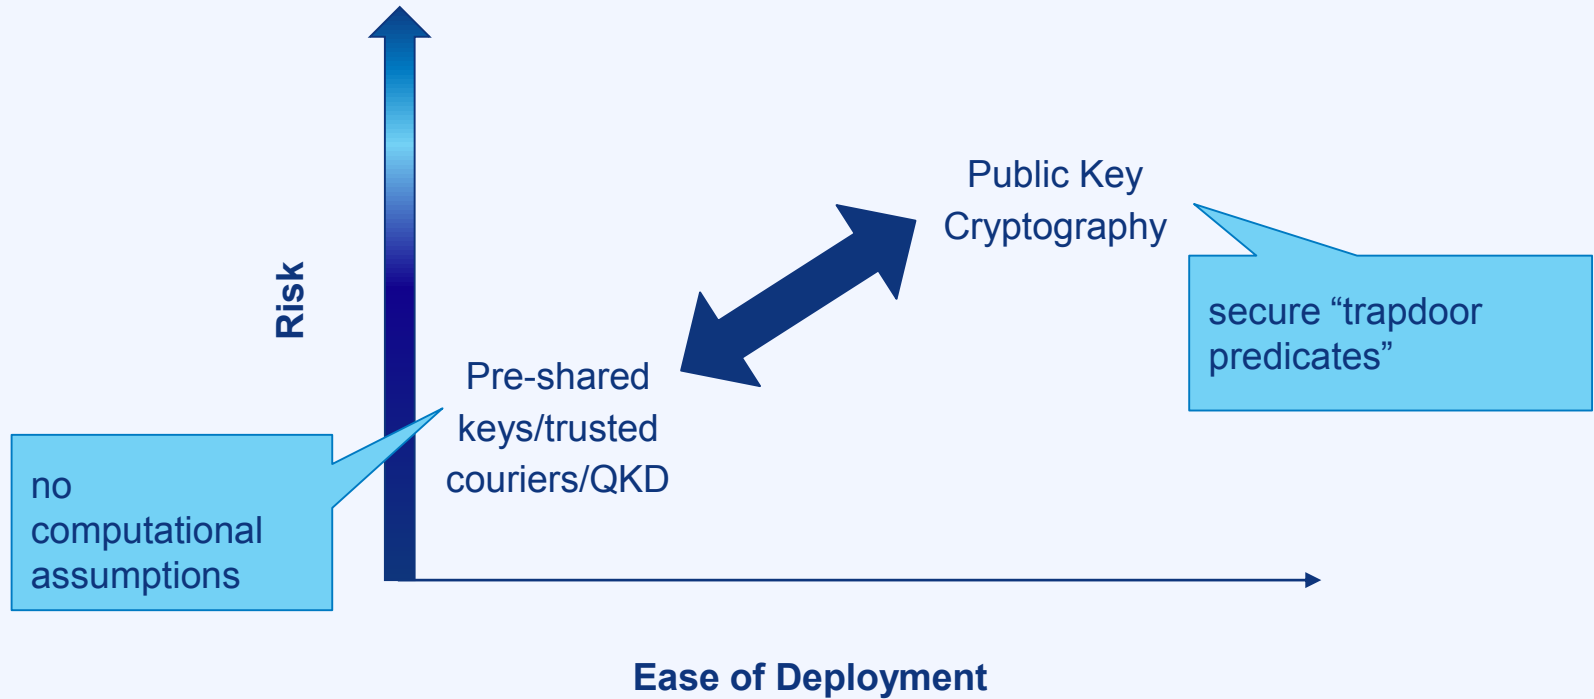 Risk
Public Key
Cryptography
secure “trapdoor
predicates”
Pre-shared
keys/trusted
couriers/QKD
no
computational
assumptions
Ease of Deployment